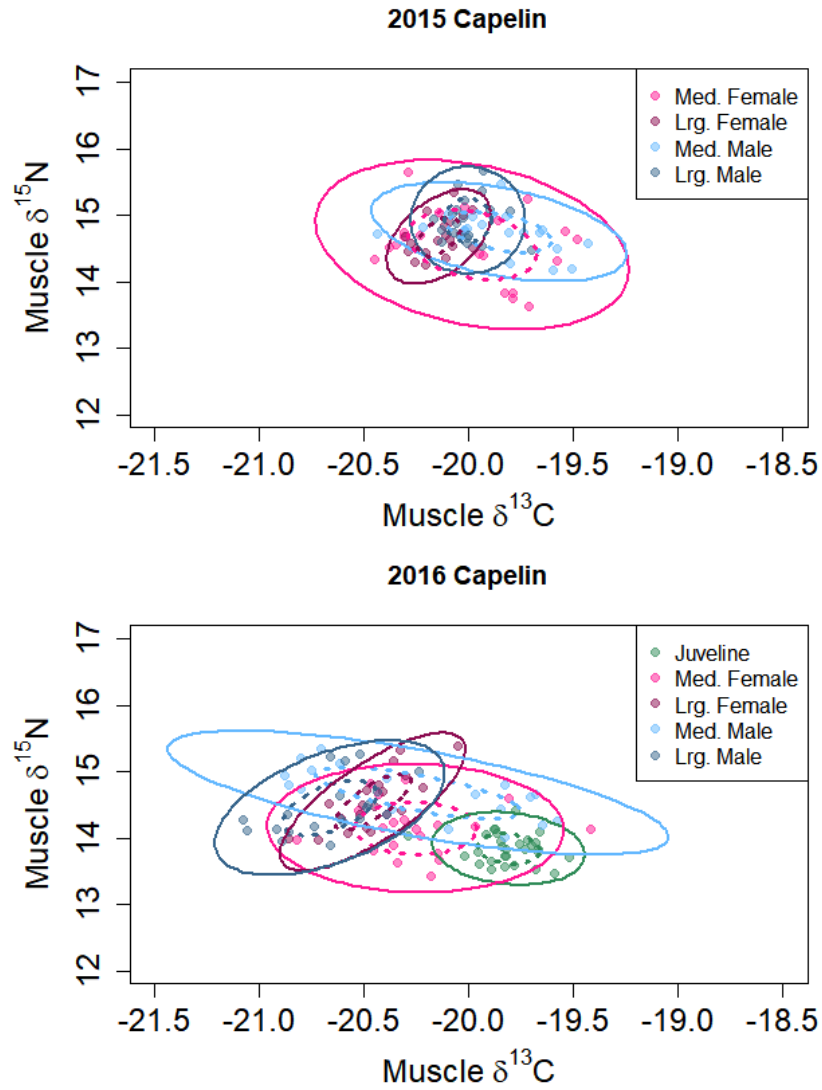 2015 Capelin
Muscle δ¹⁵N
17
16
15
14
13
12
Med. Female
Lrg. Female
Med. Male
Lrg. Male
-21.5 -21.0 -20.5 -20.0 -19.5 -19.0 -18.5
Muscle δ¹³C
2016 Capelin
Muscle δ¹⁵N
17
16
15
14
13
12
Juveline
Med. Female
Lrg. Female
Med. Male
Lrg. Male
-21.5 -21.0 -20.5 -20.0 -19.5 -19.0 -18.5
Muscle δ¹³C